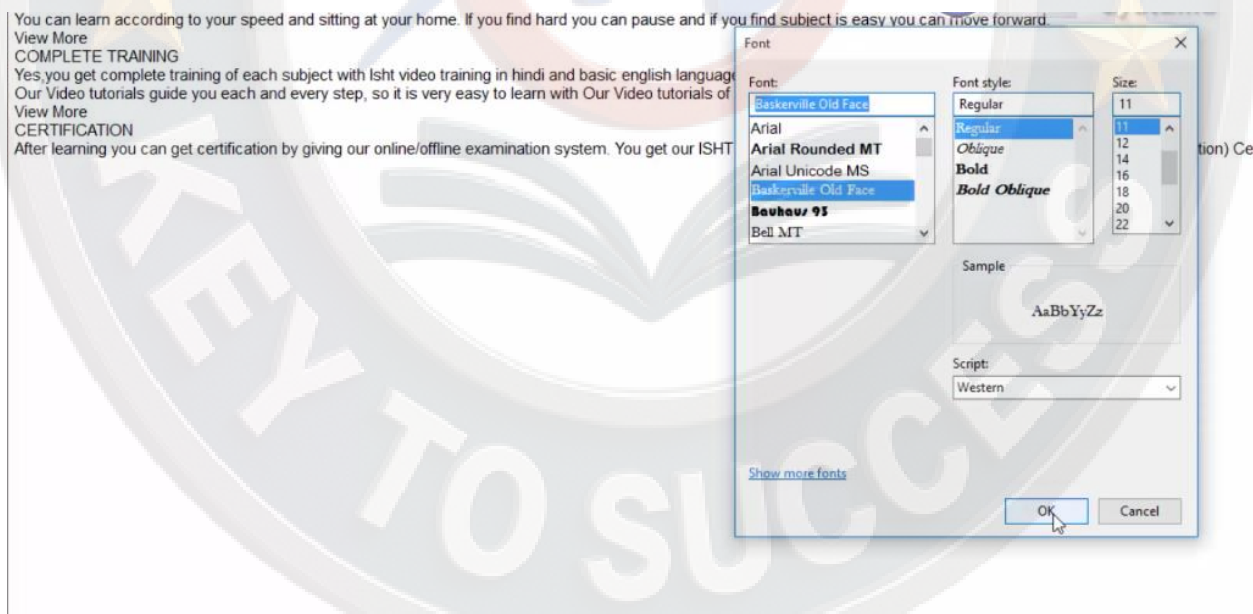 You can learn according to your speed and sitting at your home. If you find hard you can pause and if you find subject is easy you can move forward.
View More
COMPLETE TRAINING
Yes,you get complete training of each subject with Isht video training in hindi and basic english language
Our Video tutorials guide you each and every step, so it is very easy to learn with Our Video tutorials of
View More
CERTIFICATION
After learning you can get certification by giving our online/offline examination system. You get our ISHT
tion) Ce
Font
Font:
Baskerville Old Face
Arial
Arial Rounded MT
Arial Unicode MS
Baskerville Old Face
Bauhaus 93
Bell MT
Font style:
Regular
Regular
Oblique
Bold
Bold Oblique
Size:
11
11
12
14
16
18
20
22
Sample
AaBbYyZz
Script:
Western
Show more fonts
OK
Cancel
KEY TO SUCCESS